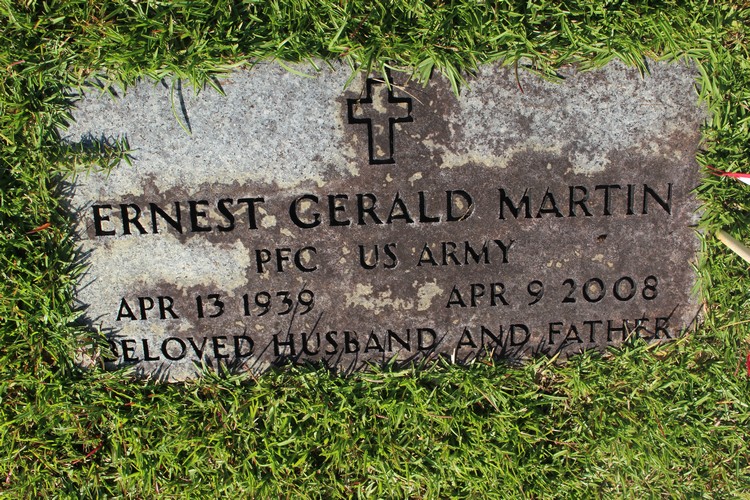 ERNEST GERALD MARTIN
PFC US ARMY
APR 13 1939 APR 9 2008
BELOVED HUSBAND AND FATHER